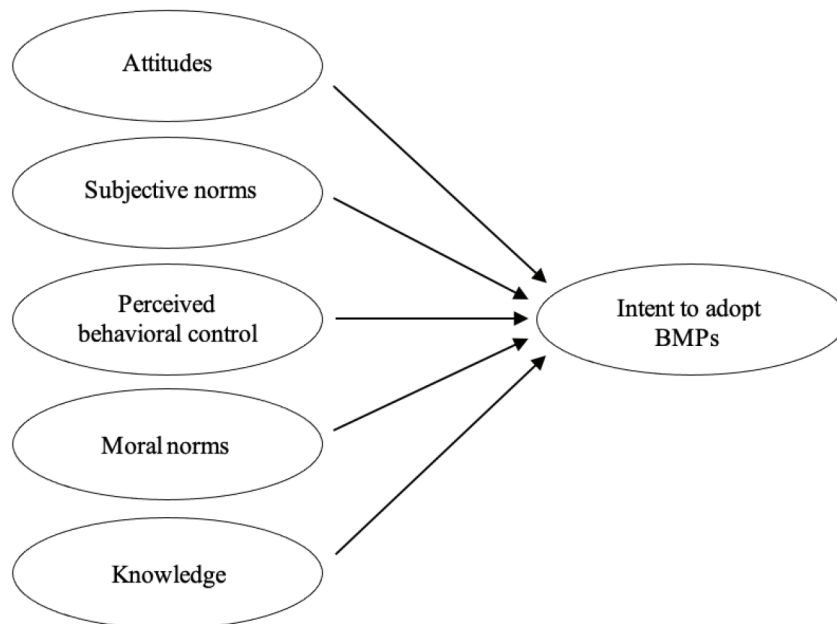 Attitudes
Subjective norms
Perceived
behavioral control
Moral norms
Knowledge
Intent to adopt
BMPs